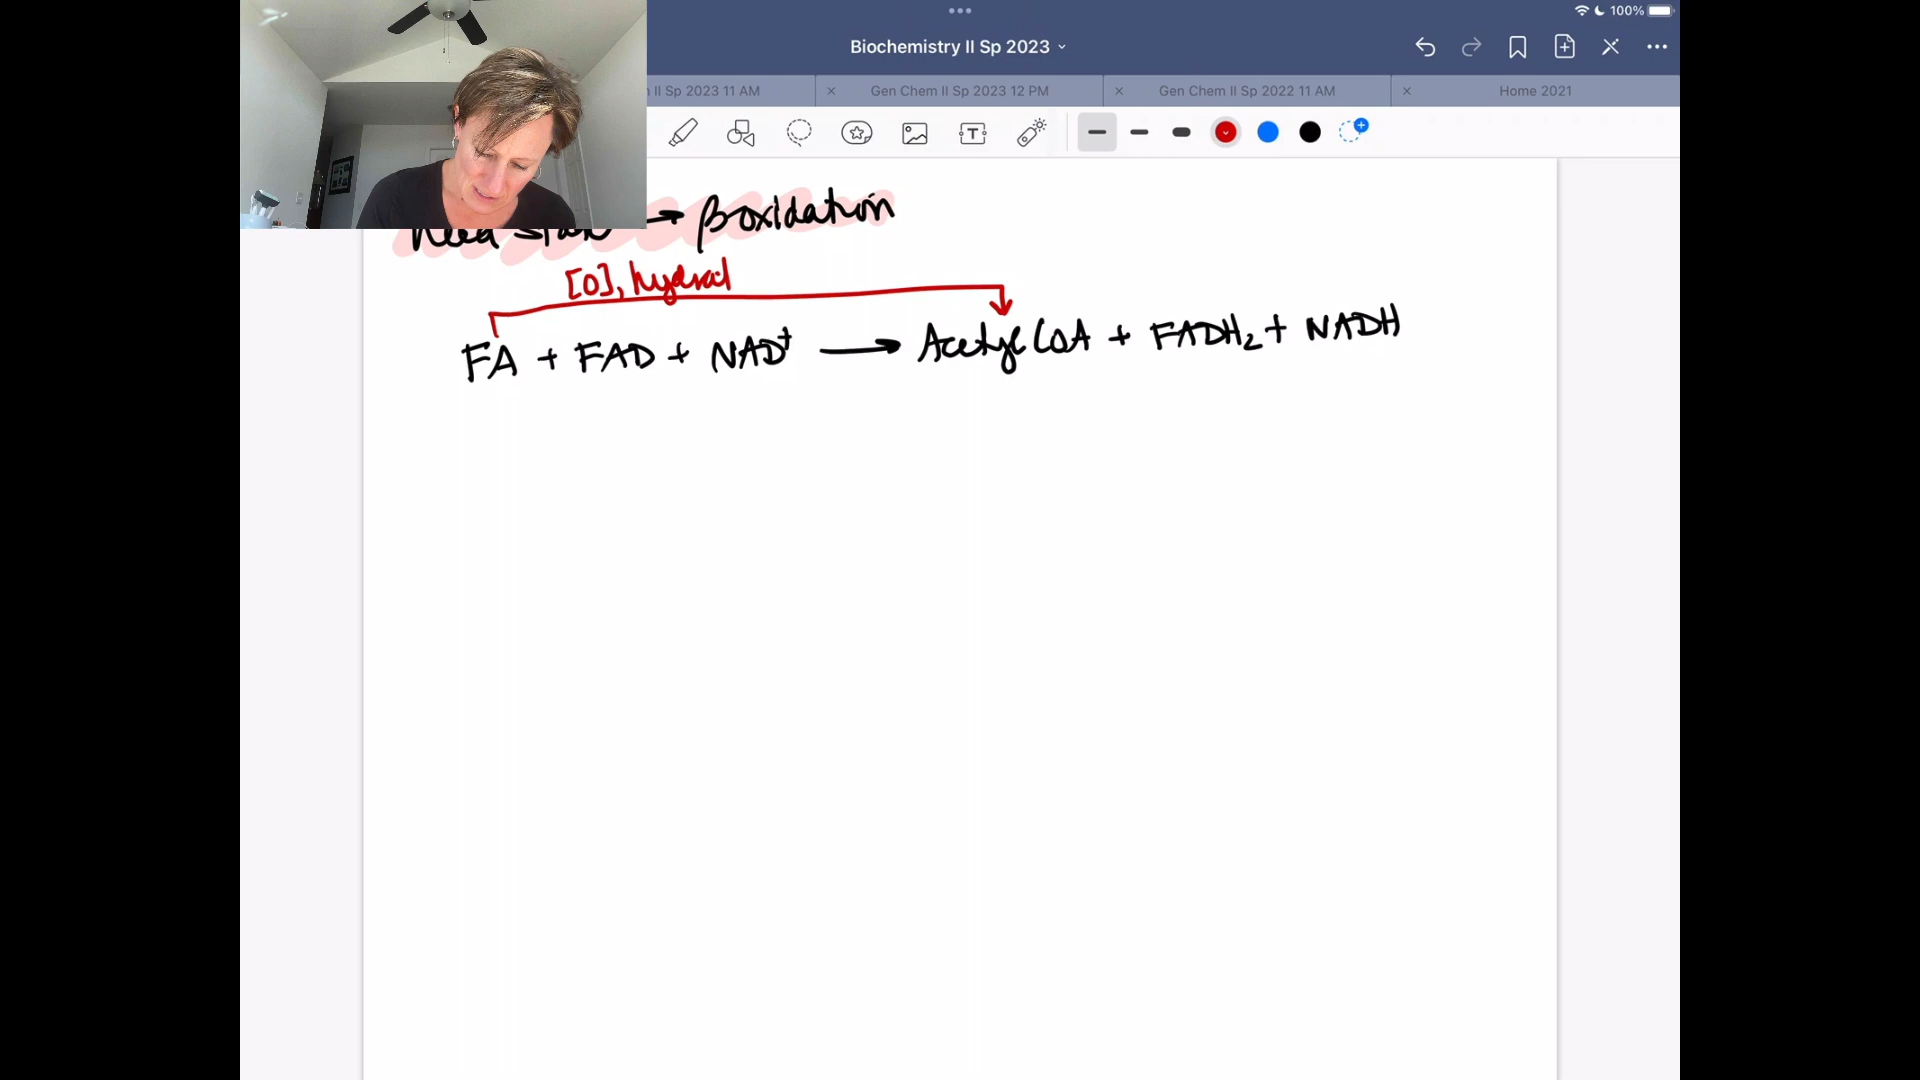 100%
Biochemistry II Sp 2023
II Sp 2023 11 AM
Gen Chem II Sp 2023 12 PM
Gen Chem II Sp 2022 11 AM
Home 2021
T
→ β oxidation
[O], hydrat
FA + FAD + NAD⁺ → Acetyl CoA + FADH₂ + NADH